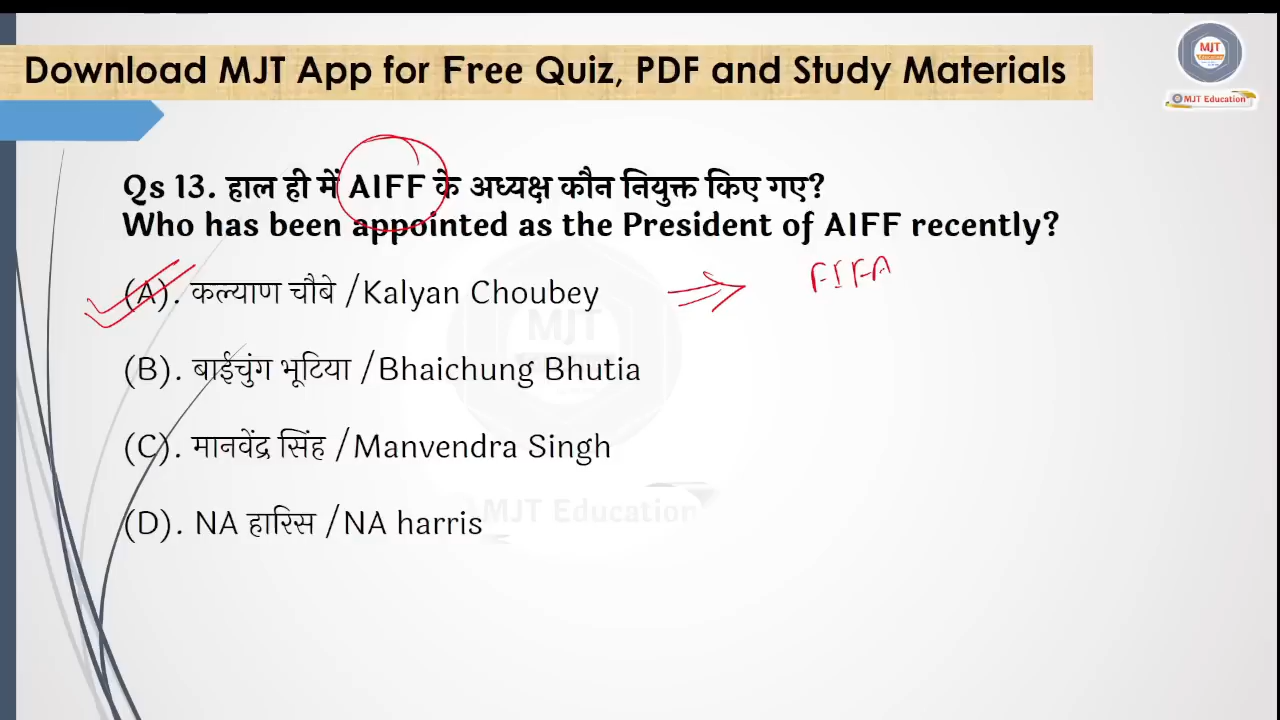 MJT
Education
Download MJT App for Free Quiz, PDF and Study Materials
MJT Education
Qs 13. हाल ही में AIFF के अध्यक्ष कौन नियुक्त किए गए?
Who has been appointed as the President of AIFF recently?
(A). कल्याण चौबे /Kalyan Choubey
FIFA
MJT
(B). बाईचुंग भूटिया /Bhaichung Bhutia
(C). मानवेंद्र सिंह /Manvendra Singh
MJT Education
(D). NA हारिस /NA harris